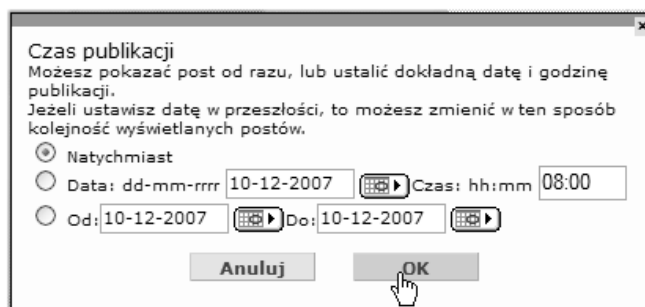 Czas publikacji
Możesz pokazać post od razu, lub ustalić dokładną datę i godzinę
publikacji.
Jeżeli ustawisz datę w przeszłości, to możesz zmienić w ten sposób
kolejność wyświetlanych postów.
Natychmiast
Data: dd-mm-rrrr 10-12-2007 Czas: hh:mm 08:00
Od: 10-12-2007 Do: 10-12-2007
Anuluj OK